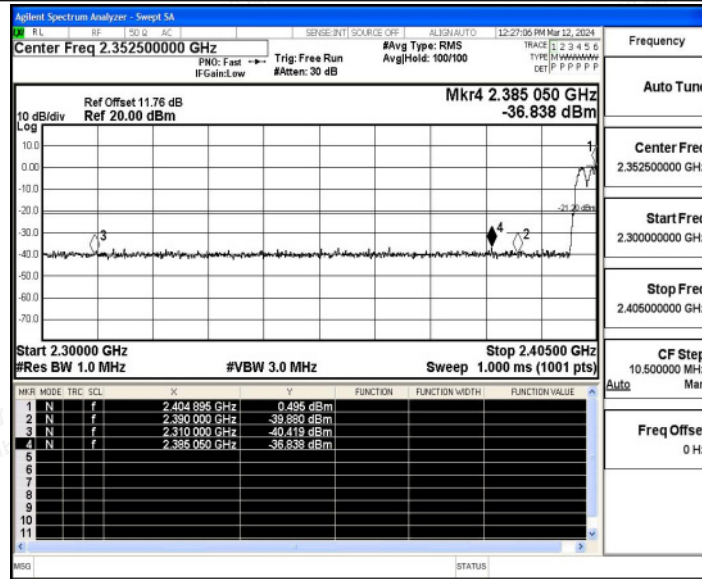 Agilent Spectrum Analyzer - Swept SA
RL RF 50 Ω AC SENSE:INT SOURCE OFF ALIGNAUTO 12:27:06 PM Mar 12, 2024
Center Freq 2.352500000 GHz
PNO: Fast
IFGain:Low
Trig: Free Run
#Atten: 30 dB
#Avg Type: RMS
Avg|Hold: 100/100
TRACE 1 2 3 4 5 6
TYPE M W W W W W
DET P P P P P P
Frequency
Auto Tune
Ref Offset 11.76 dB
10 dB/div Ref 20.00 dBm
Log
Mkr4 2.385 050 GHz
-36.838 dBm
10.0
0.00
-10.0
-20.0
-30.0
-40.0
-50.0
-60.0
-70.0
1
-21.20 dBm
3
4
2
Start 2.30000 GHz
Stop 2.40500 GHz
#Res BW 1.0 MHz #VBW 3.0 MHz Sweep 1.000 ms (1001 pts)
Center Freq
2.352500000 GHz
Start Freq
2.300000000 GHz
Stop Freq
2.405000000 GHz
CF Step
10.500000 MHz
Auto Man
Freq Offset
0 Hz
MKR MODE TRC SCL X Y FUNCTION FUNCTION WIDTH FUNCTION VALUE
1 N f 2.404 895 GHz 0.495 dBm
2 N f 2.390 000 GHz -39.880 dBm
3 N f 2.310 000 GHz -40.419 dBm
4 N f 2.385 050 GHz -36.838 dBm
5
6
7
8
9
10
11
MSG STATUS